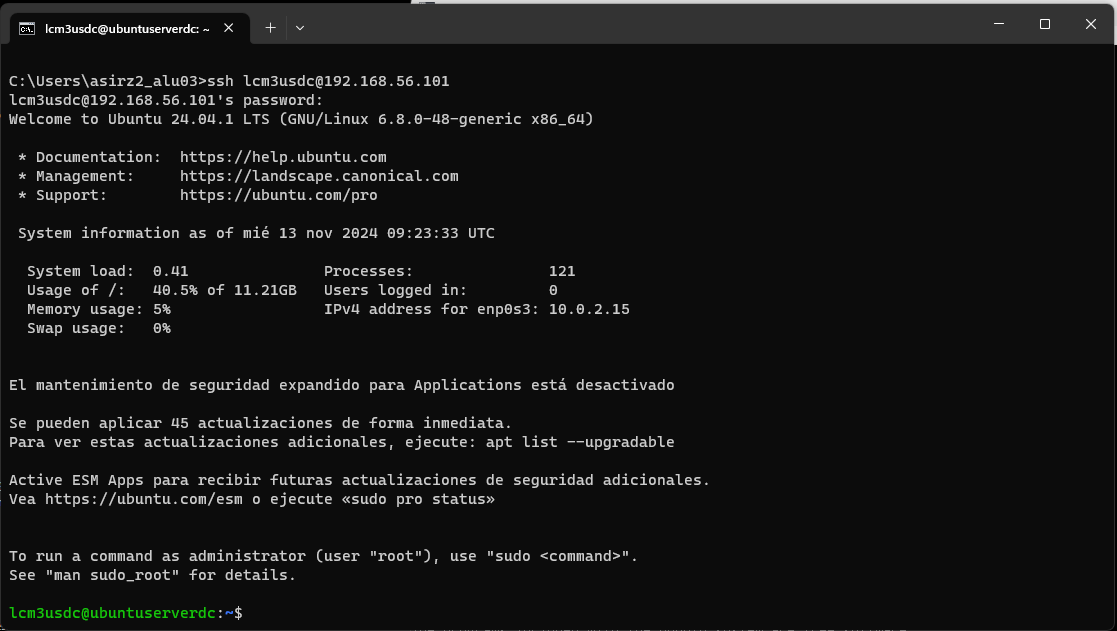 lcm3usdc@ubuntuserverdc: ~
C:\Users\asirz2_alu03>ssh lcm3usdc@192.168.56.101
lcm3usdc@192.168.56.101's password:
Welcome to Ubuntu 24.04.1 LTS (GNU/Linux 6.8.0-48-generic x86_64)
* Documentation:  https://help.ubuntu.com
* Management:     https://landscape.canonical.com
* Support:        https://ubuntu.com/pro
System information as of mié 13 nov 2024 09:23:33 UTC
System load:  0.41               Processes:               121
Usage of /:   40.5% of 11.21GB   Users logged in:         0
Memory usage: 5%                 IPv4 address for enp0s3: 10.0.2.15
Swap usage:   0%
El mantenimiento de seguridad expandido para Applications está desactivado
Se pueden aplicar 45 actualizaciones de forma inmediata.
Para ver estas actualizaciones adicionales, ejecute: apt list --upgradable
Active ESM Apps para recibir futuras actualizaciones de seguridad adicionales.
Vea https://ubuntu.com/esm o ejecute «sudo pro status»
To run a command as administrator (user "root"), use "sudo <command>".
See "man sudo_root" for details.
lcm3usdc@ubuntuserverdc:~$